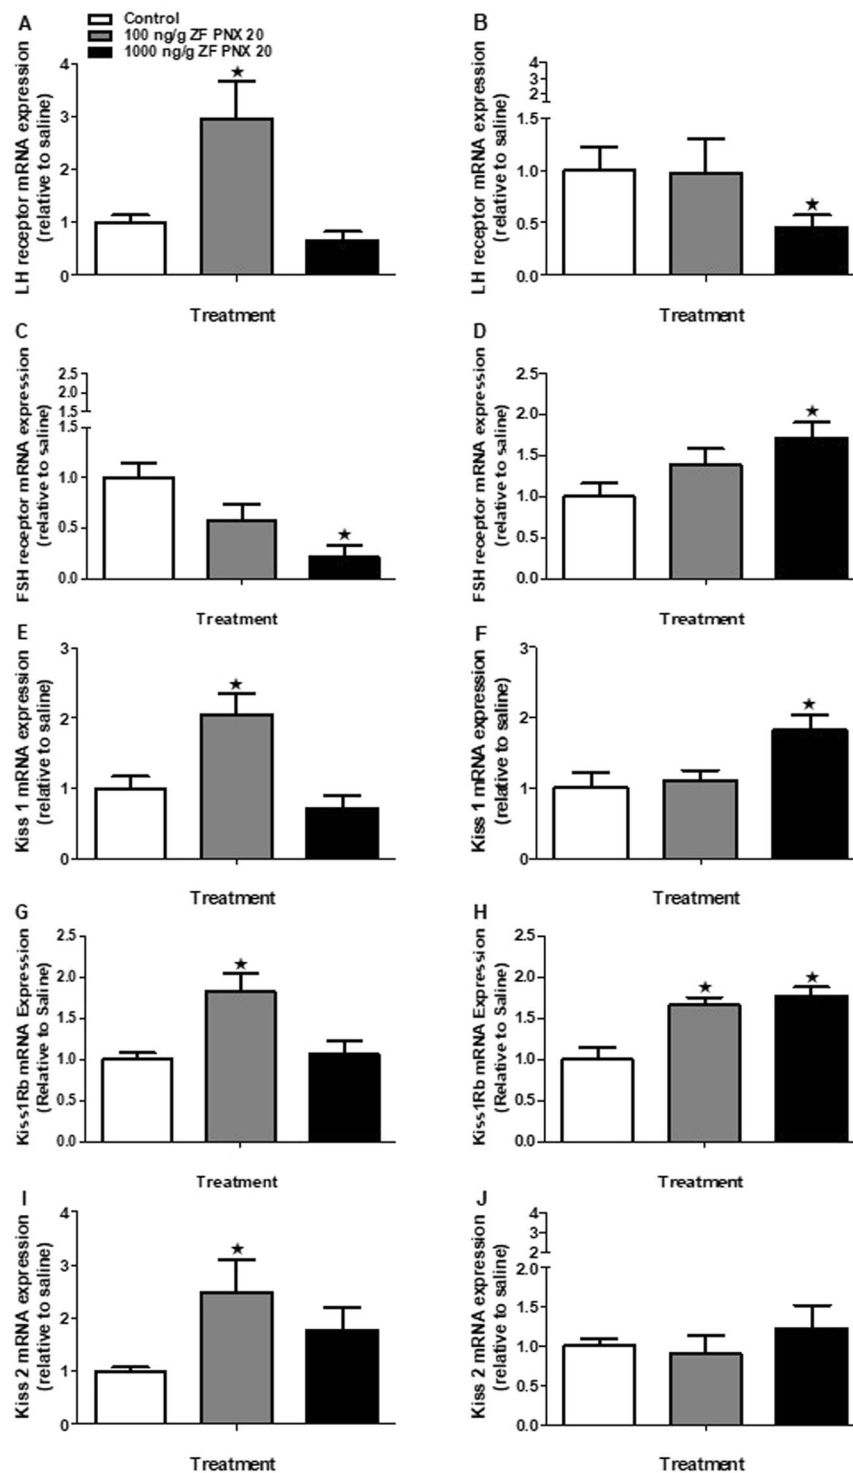 A
Control
100 ng/g ZF PNX 20
1000 ng/g ZF PNX 20
LH receptor mRNA expression
(relative to saline)
4
3
2
1
0
★
Treatment
B
LH receptor mRNA expression
(relative to saline)
4
3
2
1.5
1.0
0.5
0.0
★
Treatment
C
FSH receptor mRNA expression
(relative to saline)
2.5
2.0
1.5
1.5
1.0
0.5
0.0
★
Treatment
D
FSH receptor mRNA expression
(relative to saline)
2.5
2.0
1.5
1.0
0.5
0.0
★
Treatment
E
Kiss 1 mRNA expression
(relative to saline)
3
2
1
0
★
Treatment
F
Kiss 1 mRNA expression
(relative to saline)
3
2
1
0
★
Treatment
G
Kiss1Rb mRNA Expression
(Relative to Saline)
2.5
2.0
1.5
1.0
0.5
0.0
★
Treatment
H
Kiss1Rb mRNA Expression
(Relative to Saline)
2.5
2.0
1.5
1.0
0.5
0.0
★ ★
Treatment
I
Kiss 2 mRNA expression
(relative to saline)
4
3
2
1
0
★
Treatment
J
Kiss 2 mRNA expression
(relative to saline)
4
3
2
2.0
1.5
1.0
0.5
0.0
Treatment